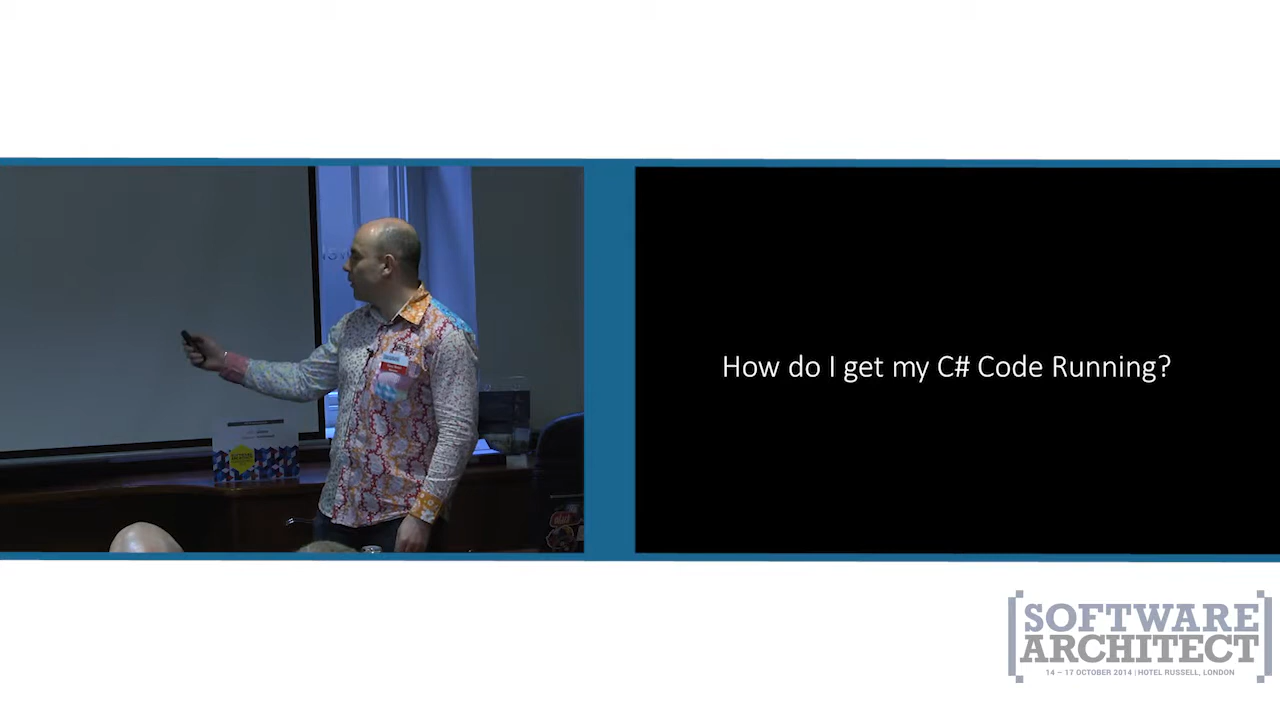 How do I get my C# Code Running?
[SOFTWARE
ARCHITECT]
14 – 17 OCTOBER 2014 | HOTEL RUSSELL, LONDON